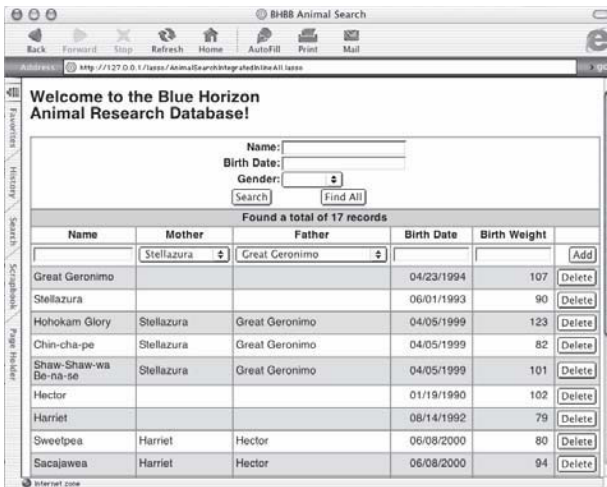 BHBB Animal Search
Back Forward Stop Refresh Home AutoFill Print Mail
Address: http://127.0.0.1/lasso/AnimalSearchIntegratedInlineAll.lasso go
Favorites
History
Search
Scrapbook
Page Holder
Welcome to the Blue Horizon
Animal Research Database!
Name:
Birth Date:
Gender:
Search Find All
Found a total of 17 records
Name Mother Father Birth Date Birth Weight
Stellazura Great Geronimo Add
Great Geronimo 04/23/1994 107 Delete
Stellazura 06/01/1993 90 Delete
Hohokam Glory Stellazura Great Geronimo 04/05/1999 123 Delete
Chin-cha-pe Stellazura Great Geronimo 04/05/1999 82 Delete
Shaw-Shaw-wa
Be-na-se Stellazura Great Geronimo 04/05/1999 101 Delete
Hector 01/19/1990 102 Delete
Harriet 08/14/1992 79 Delete
Sweetpea Harriet Hector 06/08/2000 80 Delete
Sacajawea Harriet Hector 06/08/2000 94 Delete
Internet zone